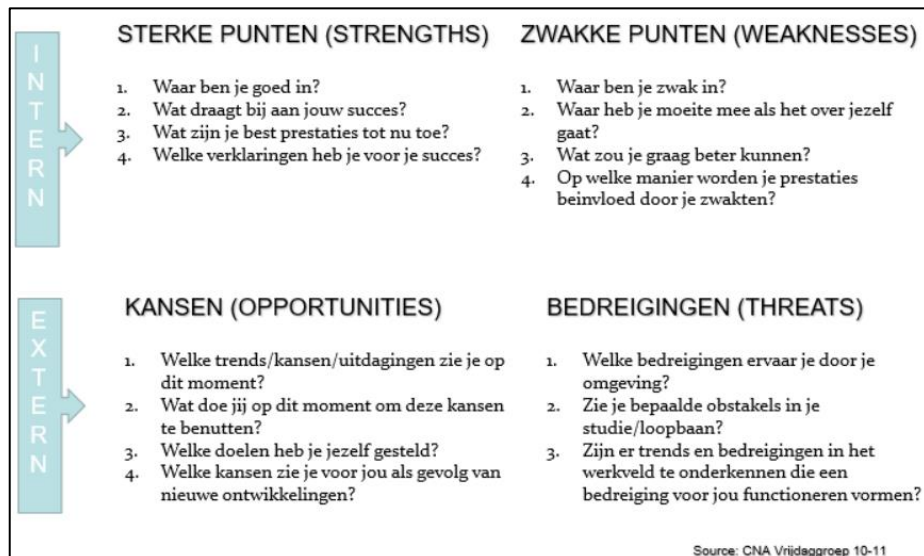 INTERN
STERKE PUNTEN (STRENGTHS)
1. Waar ben je goed in?
2. Wat draagt bij aan jouw succes?
3. Wat zijn je best prestaties tot nu toe?
4. Welke verklaringen heb je voor je succes?
ZWAKKE PUNTEN (WEAKNESSES)
1. Waar ben je zwak in?
2. Waar heb je moeite mee als het over jezelf
gaat?
3. Wat zou je graag beter kunnen?
4. Op welke manier worden je prestaties
beinvloed door je zwakten?
EXTERN
KANSEN (OPPORTUNITIES)
1. Welke trends/kansen/uitdagingen zie je op
dit moment?
2. Wat doe jij op dit moment om deze kansen
te benutten?
3. Welke doelen heb je jezelf gesteld?
4. Welke kansen zie je voor jou als gevolg van
nieuwe ontwikkelingen?
BEDREIGINGEN (THREATS)
1. Welke bedreigingen ervaar je door je
omgeving?
2. Zie je bepaalde obstakels in je
studie/loopbaan?
3. Zijn er trends en bedreigingen in het
werkveld te onderkennen die een
bedreiging voor jou functioneren vormen?
Source: CNA Vrijdaggroep 10-11